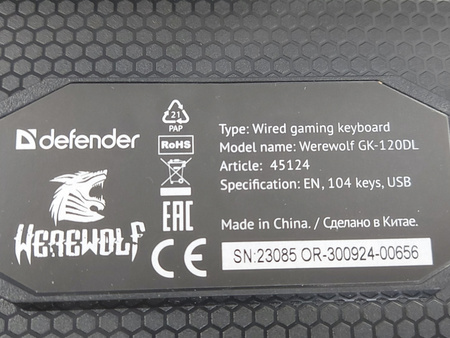 defender
WEREWOLF
21
PAP
RoHS
EAC
CE
Type: Wired gaming keyboard
Model name: Werewolf GK-120DL
Article: 45124
Specification: EN, 104 keys, USB
Made in China. / Сделано в Китае.
SN:23085 OR-300924-00656